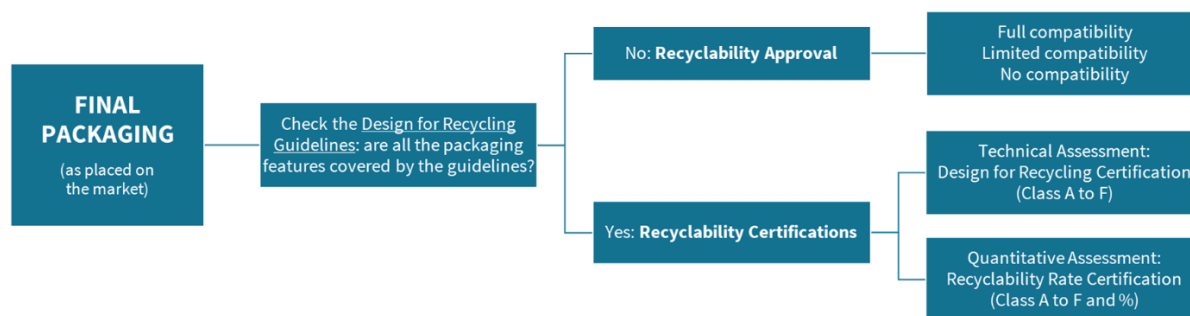 FINAL
PACKAGING
(as placed on
the market)
Check the Design for Recycling
Guidelines: are all the packaging
features covered by the guidelines?
No: Recyclability Approval
Full compatibility
Limited compatibility
No compatibility
Yes: Recyclability Certifications
Technical Assessment:
Design for Recycling Certification
(Class A to F)
Quantitative Assessment:
Recyclability Rate Certification
(Class A to F and %)